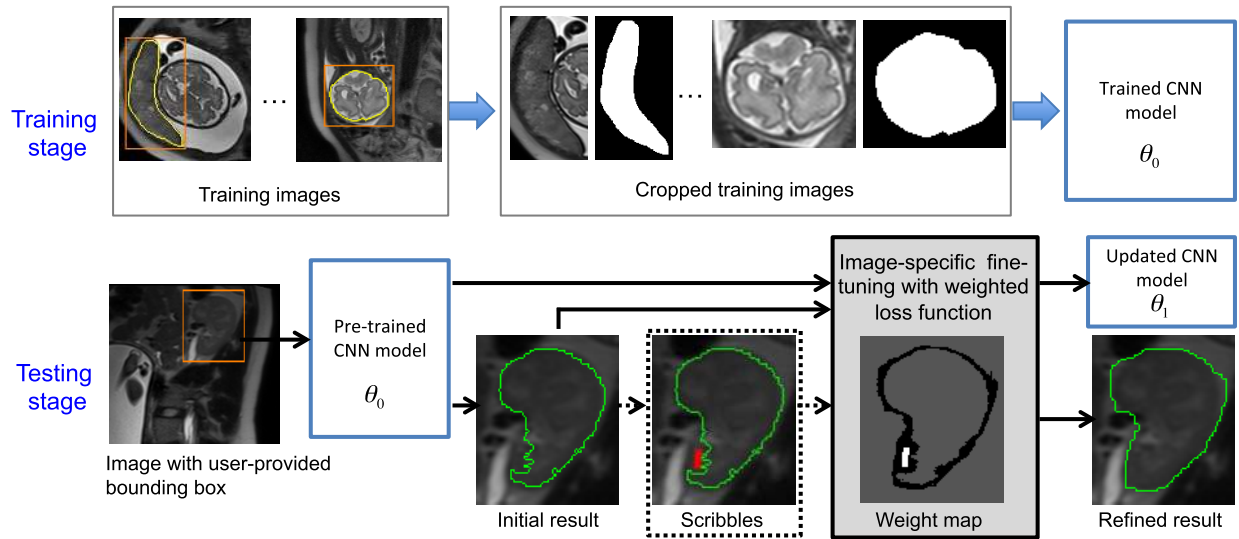 Training
stage
...
Training images
...
Cropped training images
Trained CNN
model
θ0
Testing
stage
Image with user-provided
bounding box
Pre-trained
CNN model
θ0
Initial result
Scribbles
Image-specific fine-
tuning with weighted
loss function
Weight map
Updated CNN
model
θ1
Refined result